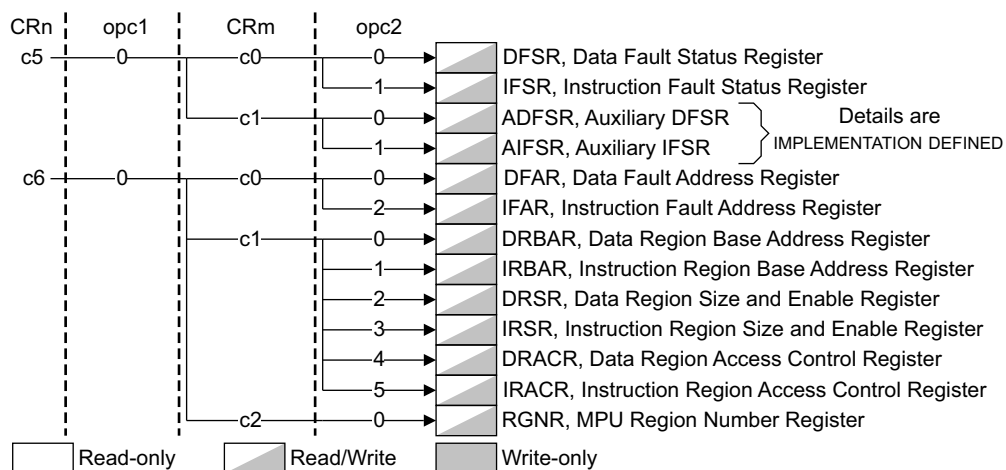 CRn opc1 CRm opc2
c5 0 c0 0 DFSR, Data Fault Status Register
1 IFSR, Instruction Fault Status Register
c1 0 ADFSR, Auxiliary DFSR Details are
1 AIFSR, Auxiliary IFSR IMPLEMENTATION DEFINED
c6 0 c0 0 DFAR, Data Fault Address Register
2 IFAR, Instruction Fault Address Register
c1 0 DRBAR, Data Region Base Address Register
1 IRBAR, Instruction Region Base Address Register
2 DRSR, Data Region Size and Enable Register
3 IRSR, Instruction Region Size and Enable Register
4 DRACR, Data Region Access Control Register
5 IRACR, Instruction Region Access Control Register
c2 0 RGNR, MPU Region Number Register
Read-only Read/Write Write-only